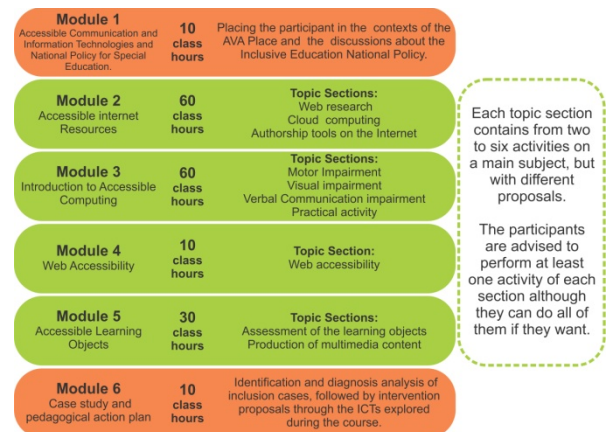 Module 1
Accessible Communication and
Information Technologies and
National Policy for Special
Education.
10
class
hours
Placing the participant in the contexts of the
AVA Place and the discussions about the
Inclusive Education National Policy.
Module 2
Accessible internet
Resources
60
class
hours
Topic Sections:
Web research
Cloud computing
Authorship tools on the Internet
Module 3
Introduction to Accessible
Computing
60
class
hours
Topic Sections:
Motor Impairment
Visual impairment
Verbal Communication impairment
Practical activity
Module 4
Web Accessibility
10
class
hours
Topic Section:
Web accessibility
Module 5
Accessible Learning
Objects
30
class
hours
Topic Sections:
Assessment of the learning objects
Production of multimedia content
Module 6
Case study and
pedagogical action plan
10
class
hours
Identification and diagnosis analysis of
inclusion cases, followed by intervention
proposals through the ICTs explored
during the course.
Each topic section
contains from two
to six activities on
a main subject, but
with different
proposals.
The participants
are advised to
perform at least
one activity of each
section although
they can do all of
them if they want.